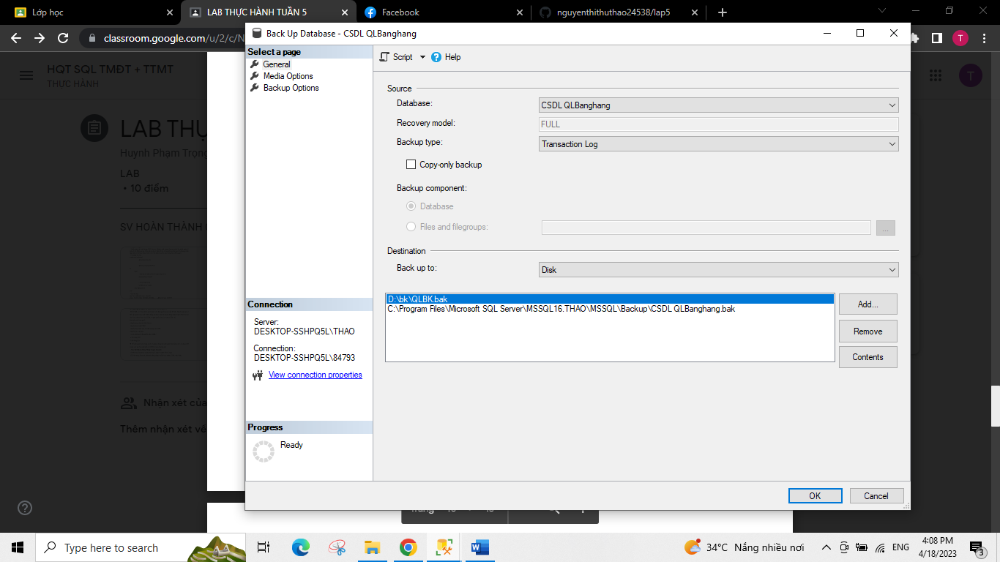 Lớp học
LAB THỰC HÀNH TUẦN 5
Facebook
nguyenthithuthao24538/lap5
classroom.google.com/u/2/c/N
T
HQT SQL TMĐT + TTMT
THỰC HÀNH
T
LAB THỰ
Huỳnh Phạm Trọng
LAB
• 10 điểm
SV HOÀN THÀNH
Nhận xét của
Thêm nhận xét về
Back Up Database - CSDL QLBanghang
Select a page
General
Media Options
Backup Options
Script
Help
Source
Database:
CSDL QLBanghang
Recovery model:
FULL
Backup type:
Transaction Log
Copy-only backup
Backup component:
Database
Files and filegroups:
...
Destination
Back up to:
Disk
D:\bk\QLBK.bak
C:\Program Files\Microsoft SQL Server\MSSQL16.THAO\MSSQL\Backup\CSDL QLBanghang.bak
Add...
Remove
Contents
Connection
Server:
DESKTOP-SSHPQ5L\THAO
Connection:
DESKTOP-SSHPQ5L\84793
View connection properties
Progress
Ready
OK
Cancel
Type here to search
34°C Nắng nhiều nơi
ENG
4:08 PM
4/18/2023
3